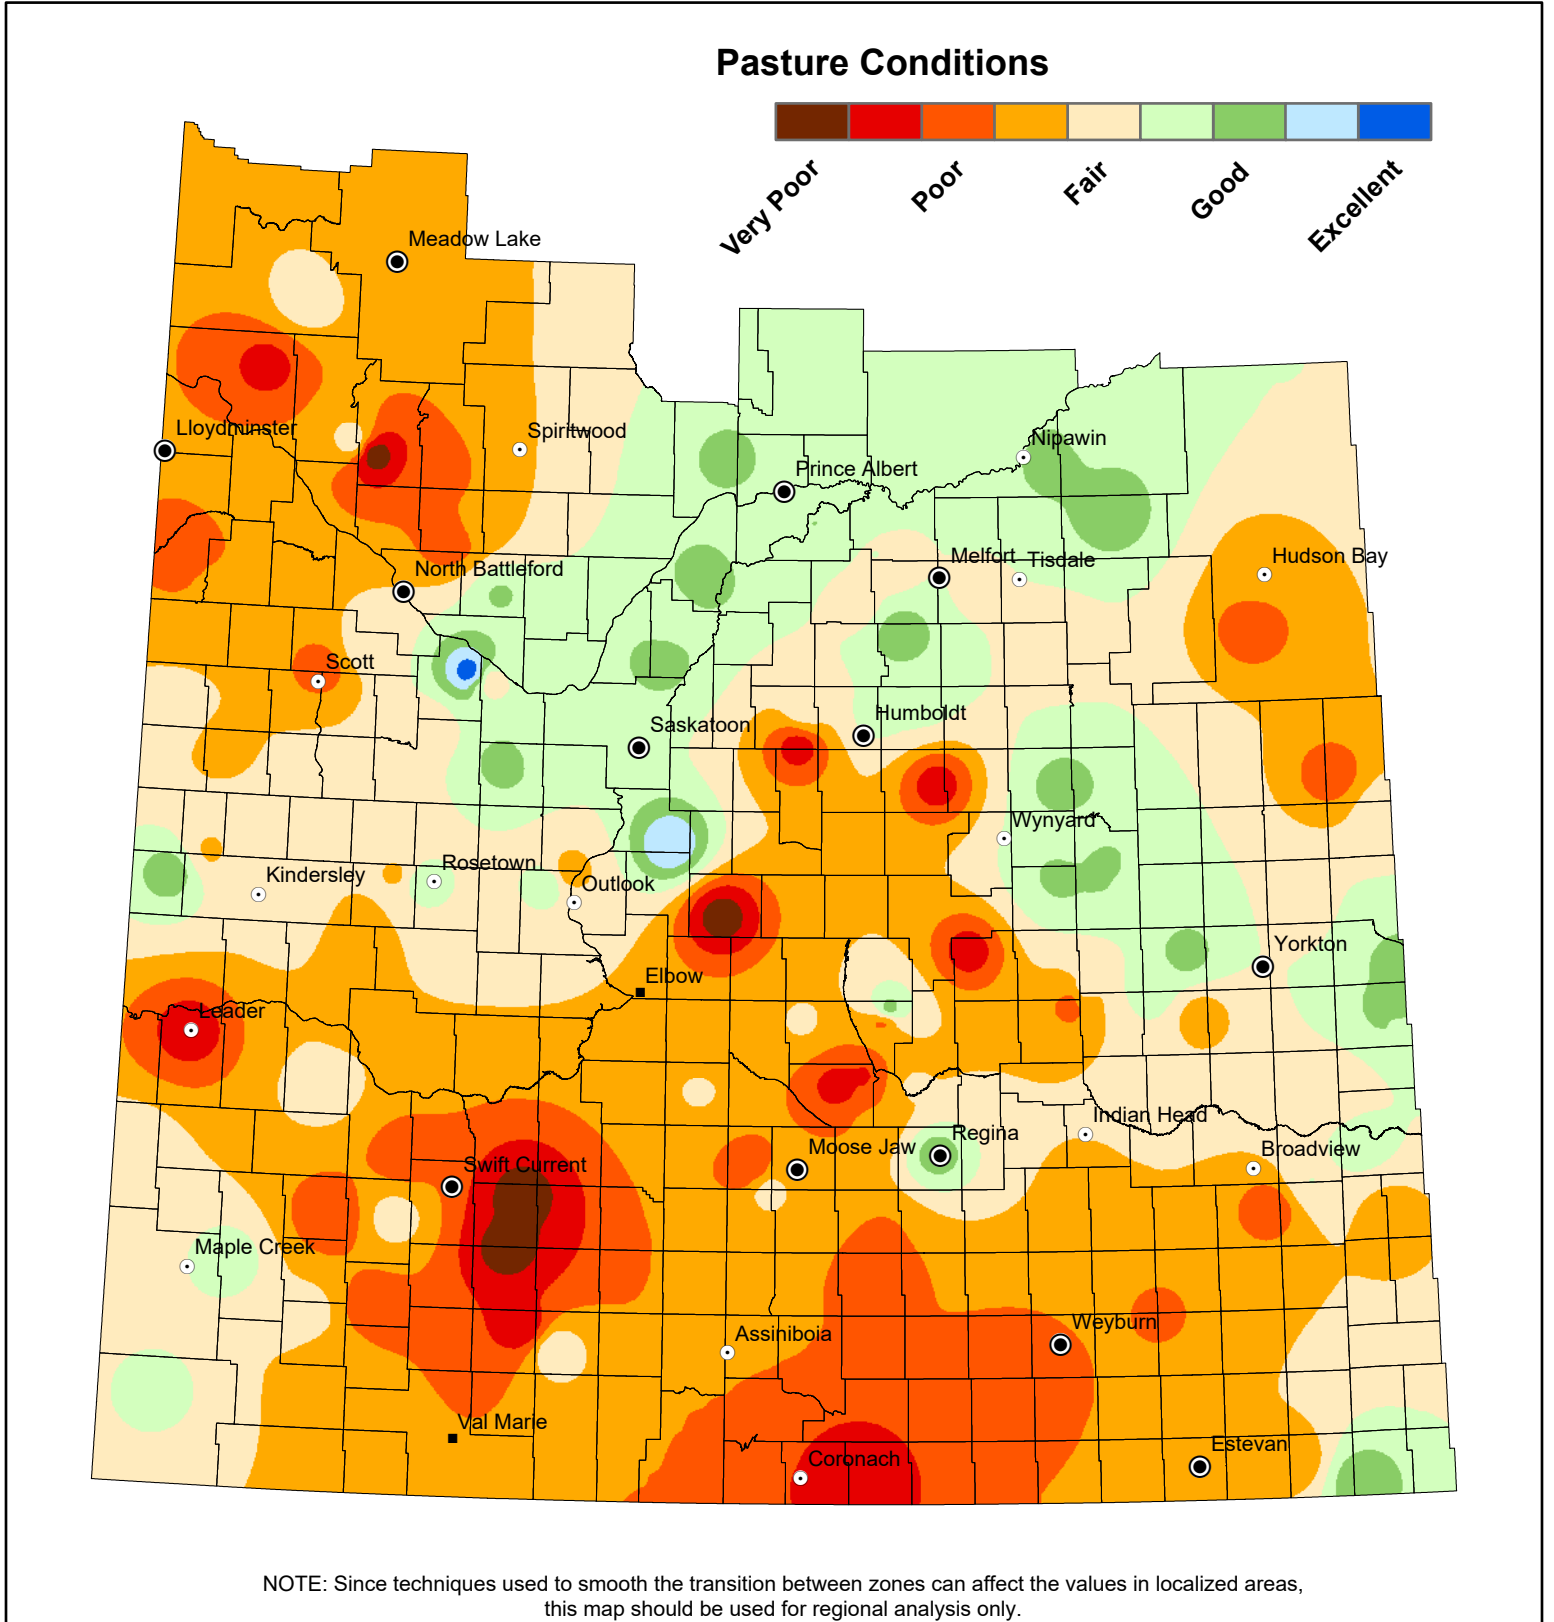 Pasture Conditions
Very Poor
Poor
Fair
Good
Excellent
Meadow Lake
Lloydminster
Spiritwood
Nipawin
Prince Albert
Melfort
Tisdale
Hudson Bay
North Battleford
Scott
Saskatoon
Humboldt
Wynyard
Kindersley
Rosetown
Outlook
Yorkton
Elbow
Leader
Indian Head
Regina
Moose Jaw
Broadview
Swift Current
Maple Creek
Assiniboia
Weyburn
Val Marie
Estevan
Coronach
NOTE: Since techniques used to smooth the transition between zones can affect the values in localized areas,
this map should be used for regional analysis only.